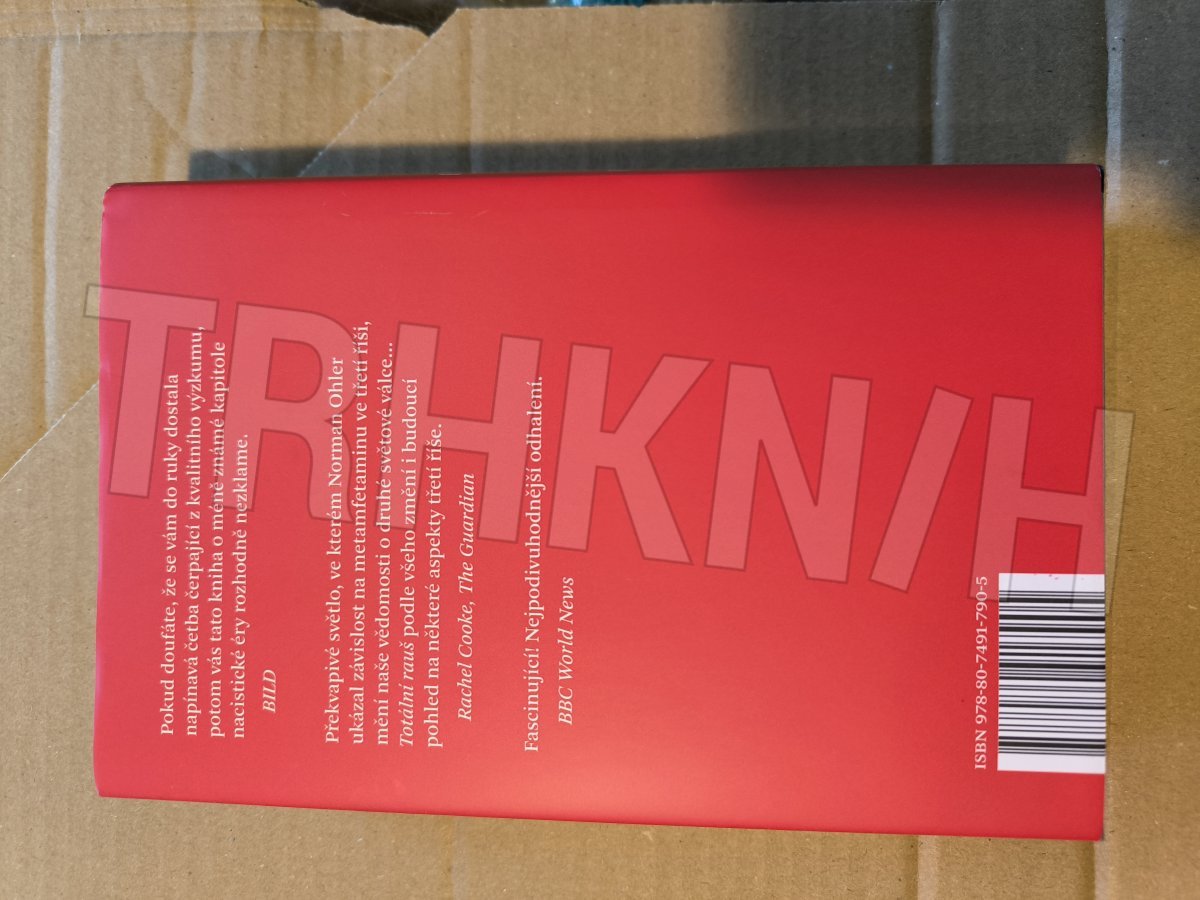 Pokud doufáte, že se vám do ruky dostala
napínavá četba čerpající z kvalitního výzkumu,
potom vás tato kniha o méně známé kapitole
nacistické éry rozhodně nezklame.
BILD
Překvapivé světlo, ve kterém Norman Ohler
ukázal závislost na metamfetaminu ve třetí říši,
mění naše vědomosti o druhé světové válce...
Totální rauš podle všeho změní i budoucí
pohled na některé aspekty třetí říše.
Rachel Cooke, The Guardian
Fascinující! Nejpodivuhodnější odhalení.
BBC World News
ISBN 978-80-7491-790-5
TRHKN/H